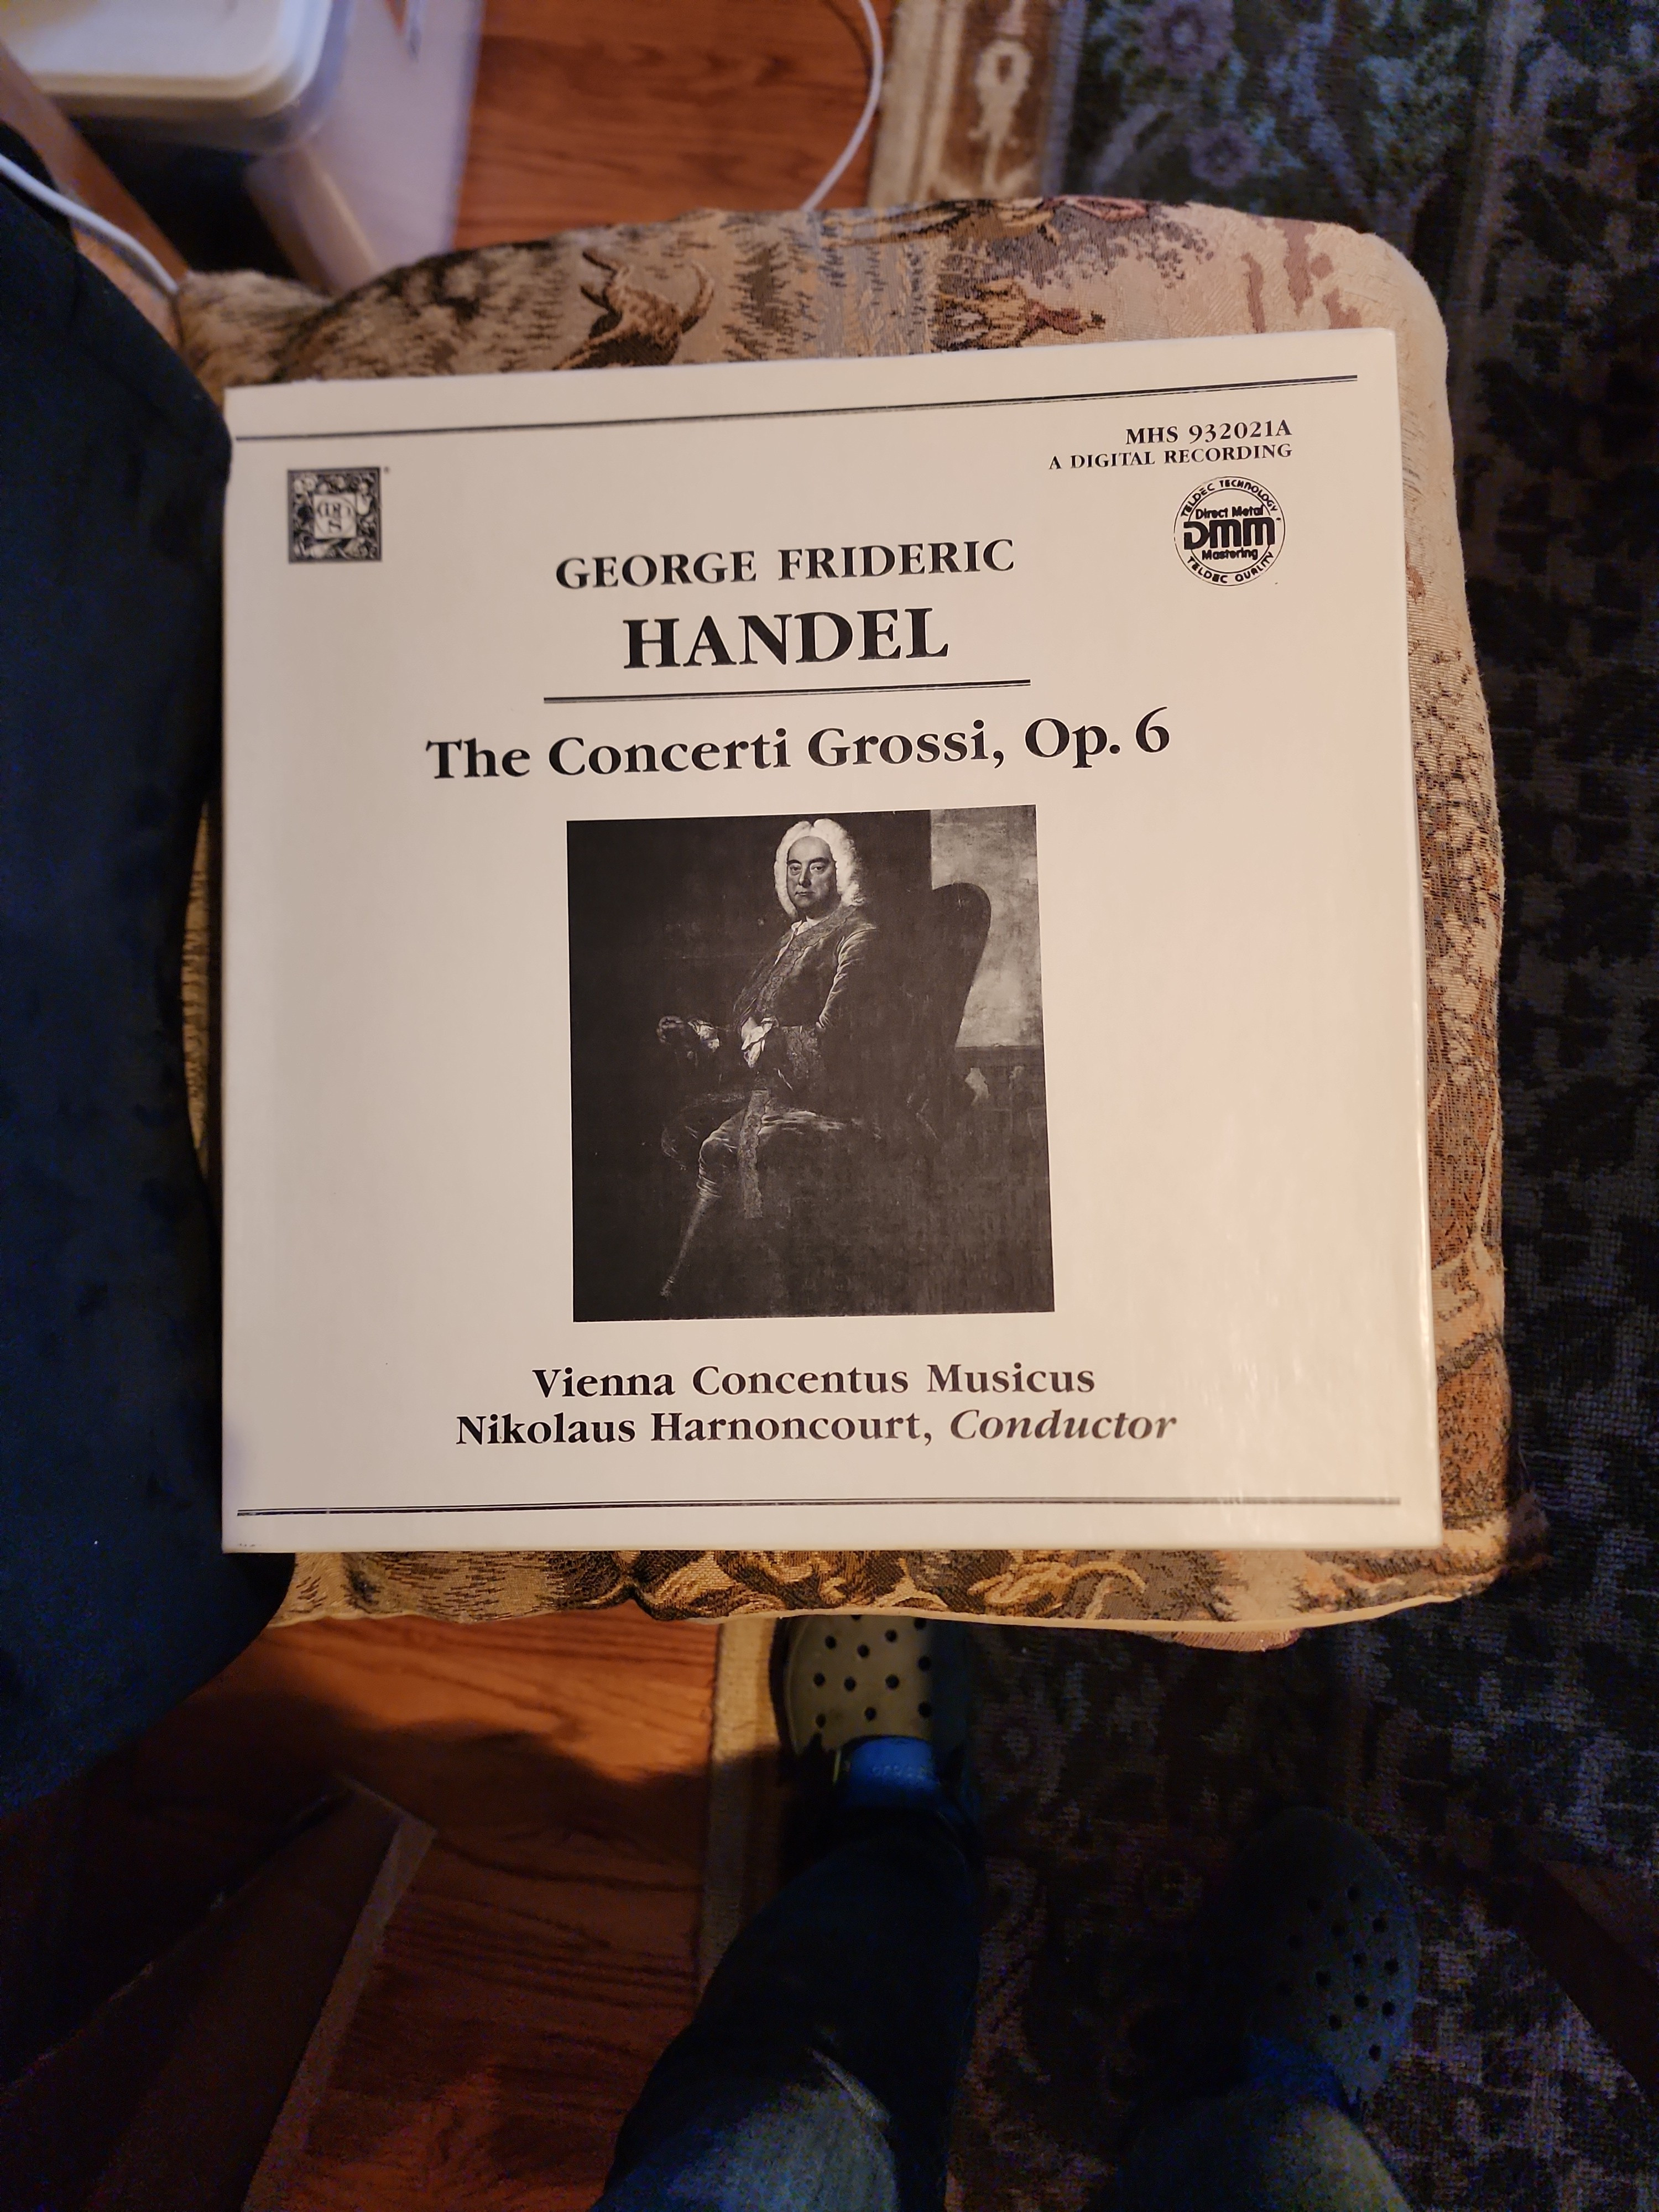 MHS 932021A
A DIGITAL RECORDING
TELDEC TECHNOLOGY
Direct Metal
DMM
Mastering
TELDEC QUALITY
GEORGE FRIDERIC
HANDEL
The Concerti Grossi, Op. 6
Vienna Concentus Musicus
Nikolaus Harnoncourt, Conductor